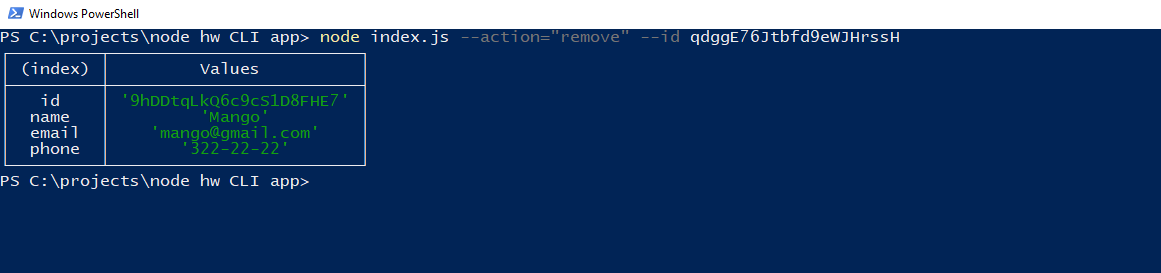 Windows PowerShell
PS C:\projects\node hw CLI app> node index.js --action="remove" --id qdggE76Jtbfd9eWJHrssH
(index) Values
id '9hDDtqLkQ6c9cS1D8FHE7'
name 'Mango'
email 'mango@gmail.com'
phone '322-22-22'
PS C:\projects\node hw CLI app>